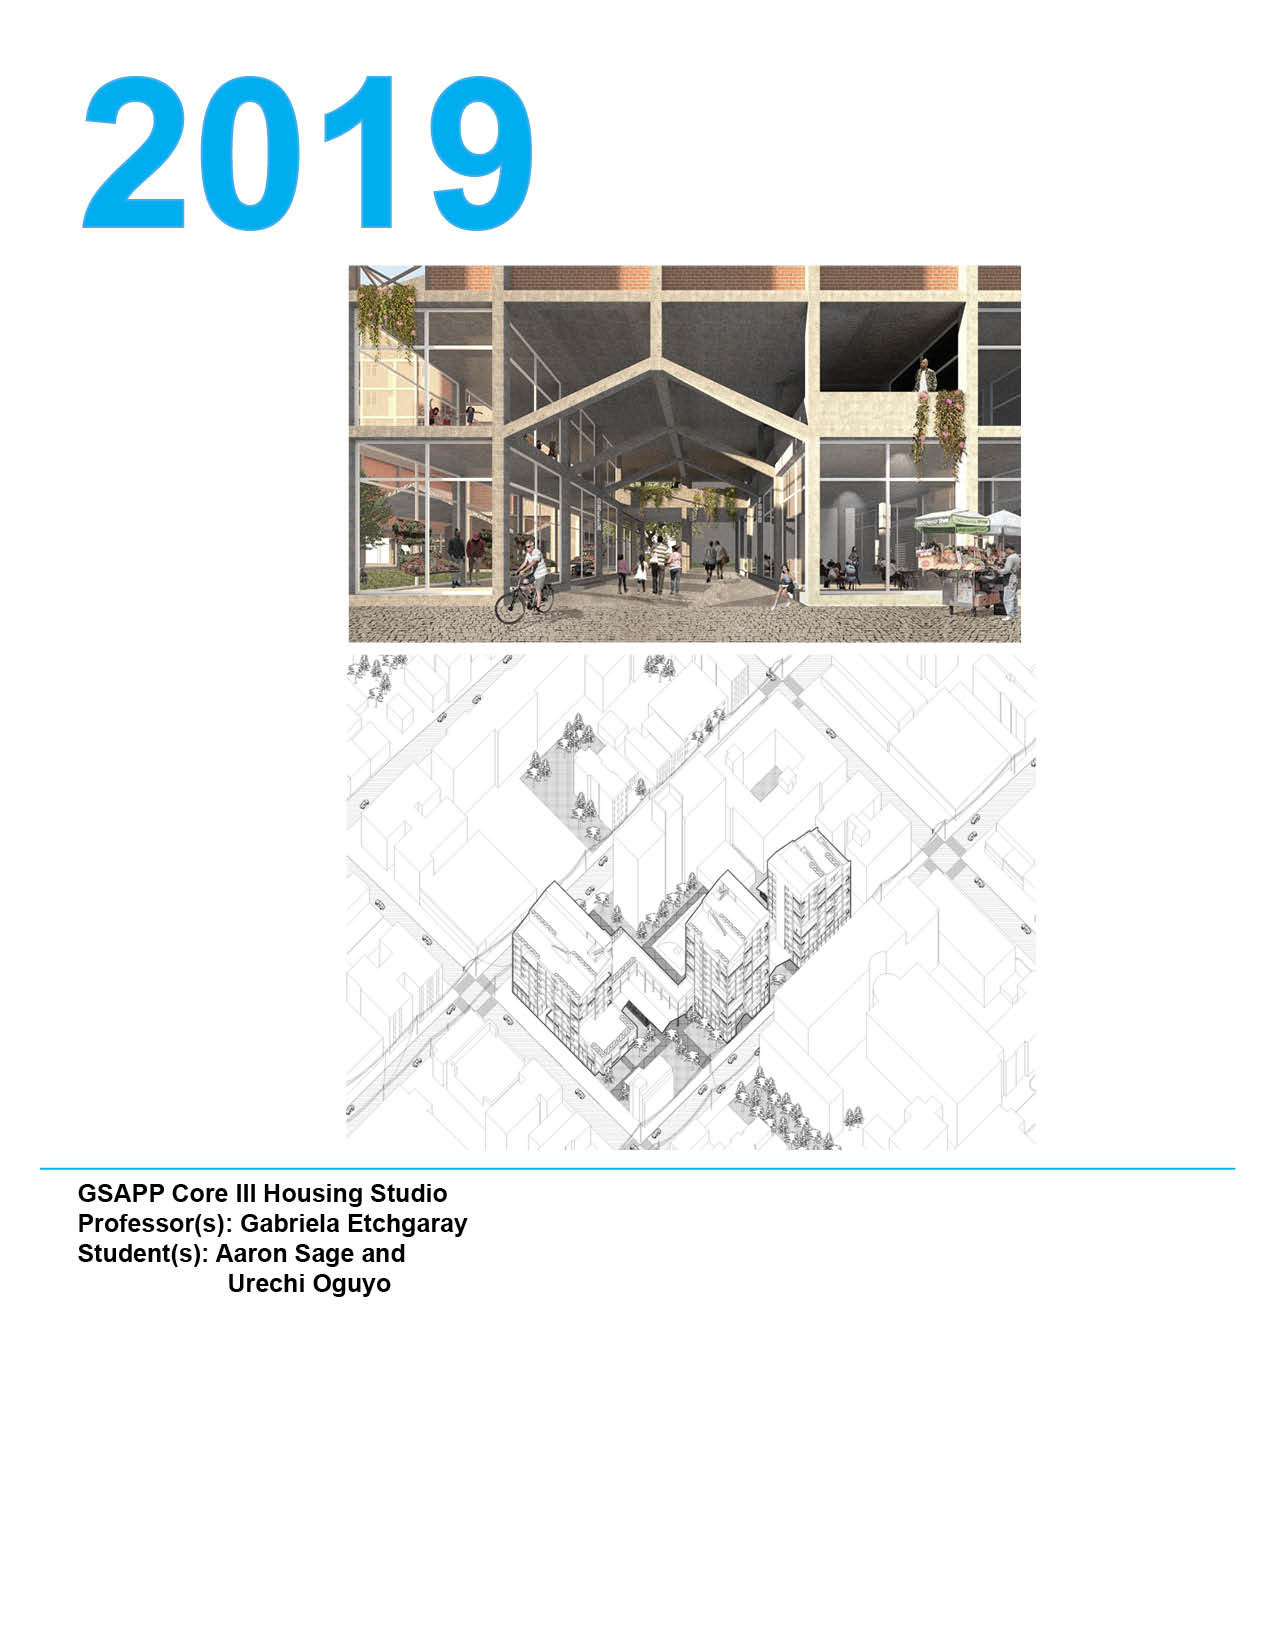 2019
GSAPP Core III Housing Studio
Professor(s): Gabriela Etchgaray
Student(s): Aaron Sage and
Urechi Oguyo